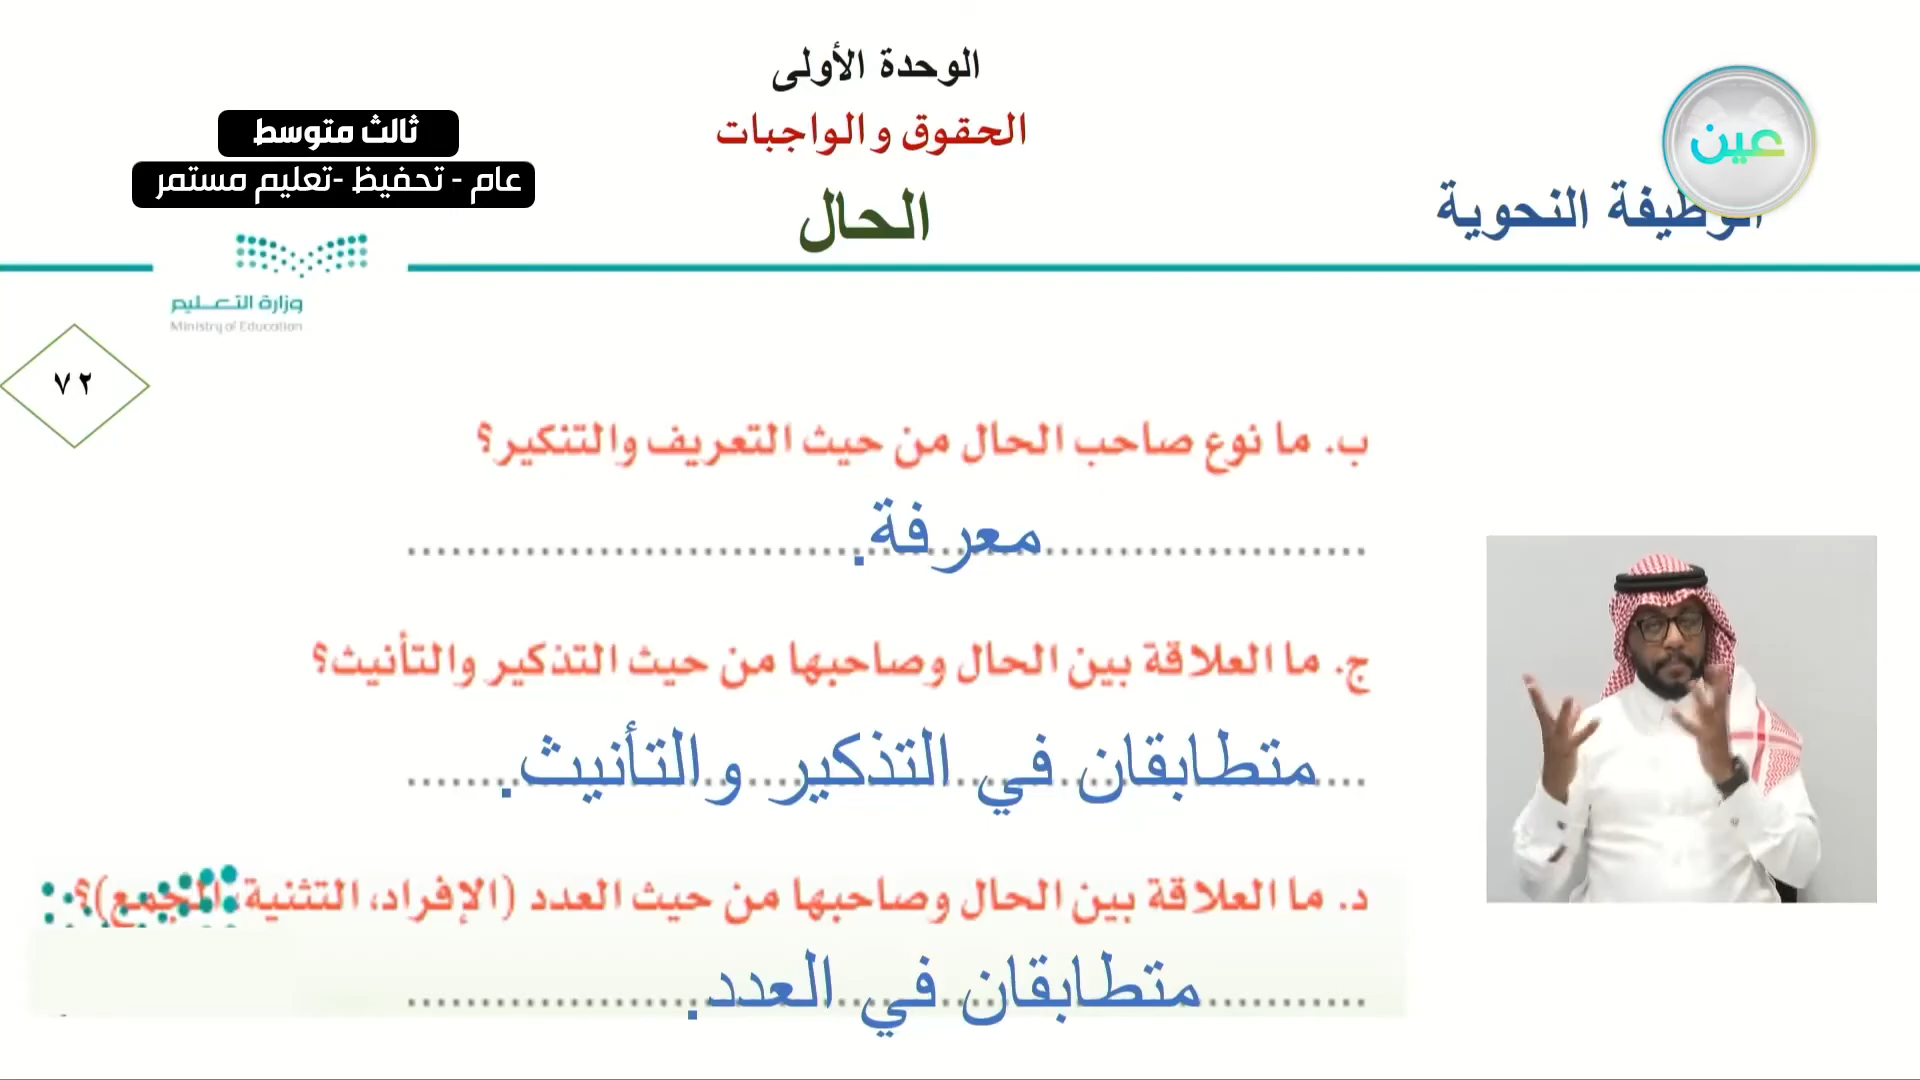 الوحدة الأولى
الحقوق والواجبات
الحال
عين
الوظيفة النحوية
ثالث متوسط
عام - تحفيظ -تعليم مستمر
وزارة التعليم
Ministry of Education
٧٢
ب. ما نوع صاحب الحال من حيث التعريف والتنكير؟
معرفة.
ج. ما العلاقة بين الحال وصاحبها من حيث التذكير والتأنيث؟
متطابقان في التذكير والتأنيث.
د. ما العلاقة بين الحال وصاحبها من حيث العدد (الإفراد، التثنية، الجمع)؟
متطابقان في العدد.